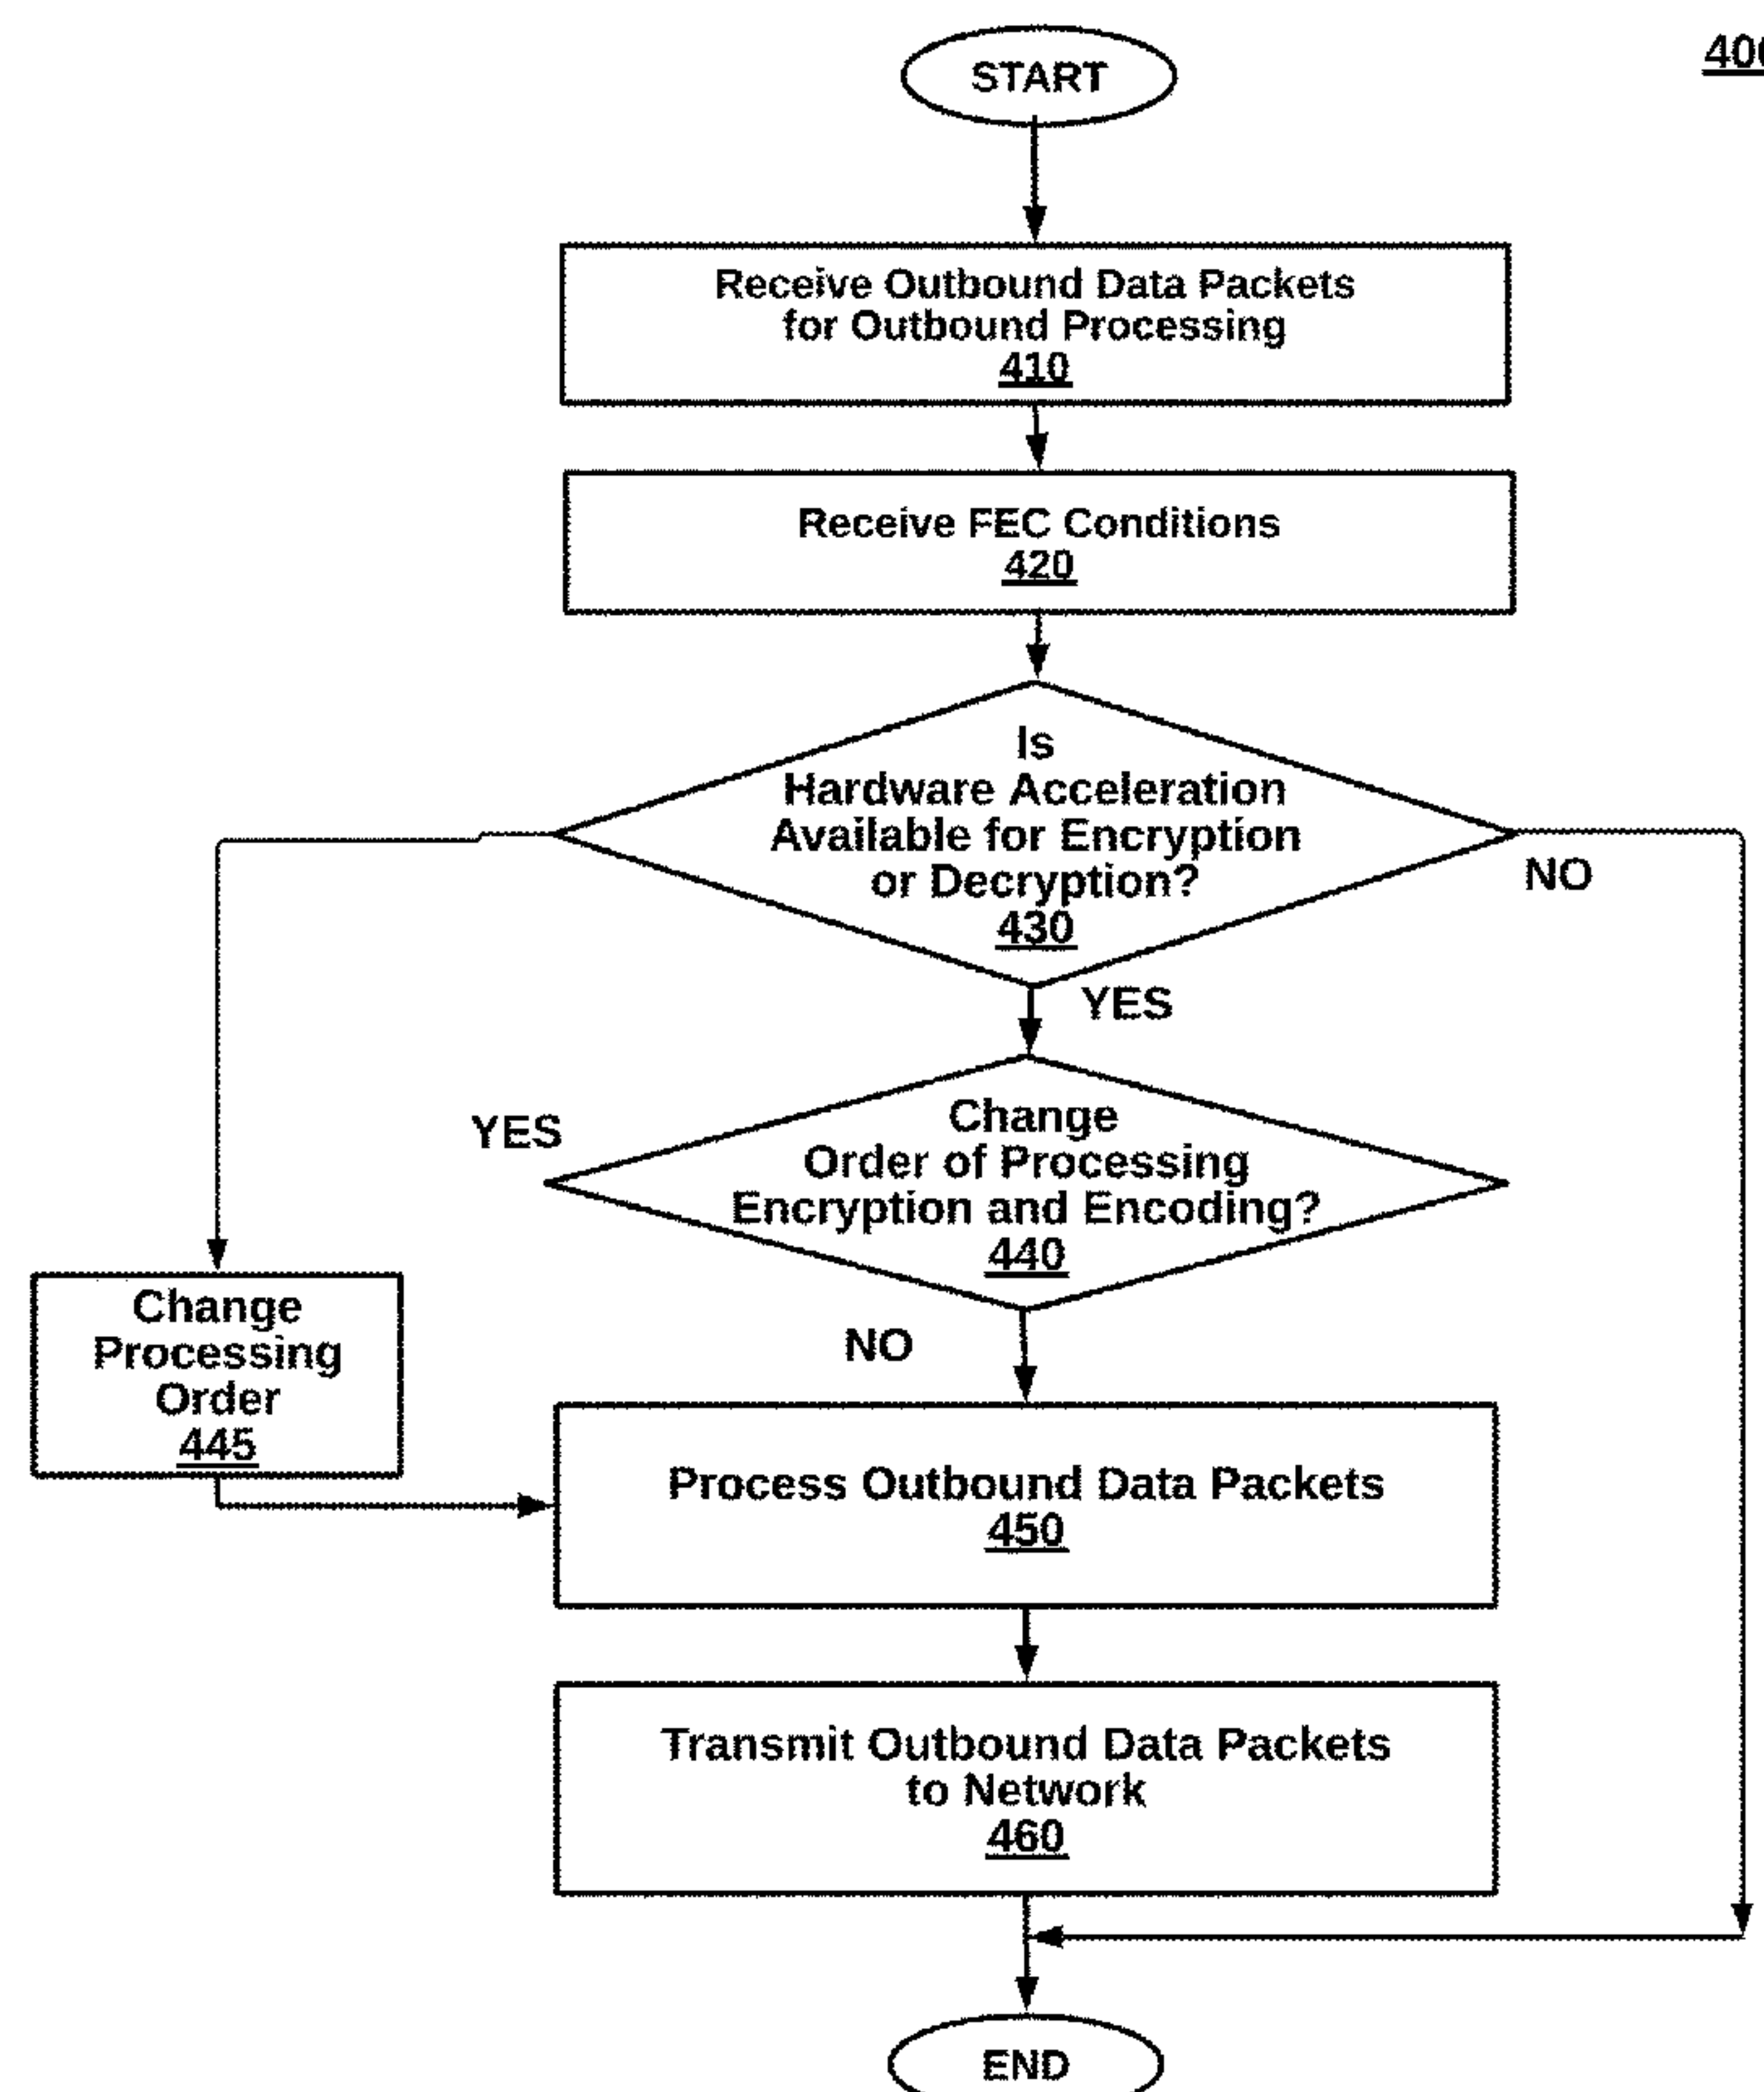 START
Receive Outbound Data Packets
for Outbound Processing
410
Receive FEC Conditions
420
Is
Hardware Acceleration
Available for Encryption
or Decryption?
430
NO
YES
YES
Change
Order of Processing
Encryption and Encoding?
440
Change
Processing
Order
445
NO
Process Outbound Data Packets
450
Transmit Outbound Data Packets
to Network
460
END